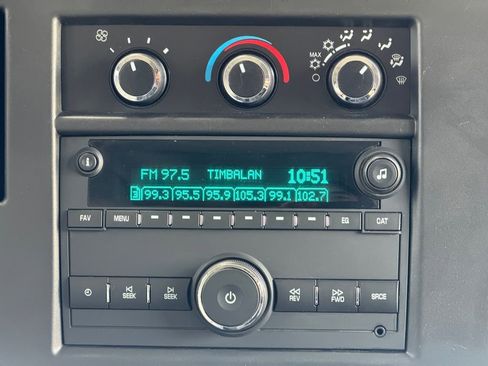 MAX
FM 97.5 TIMBALAN 10:51
3 99.3 95.5 95.9 105.3 99.1 102.7
FAV MENU EQ CAT
SEEK SEEK REV FWD SRCE